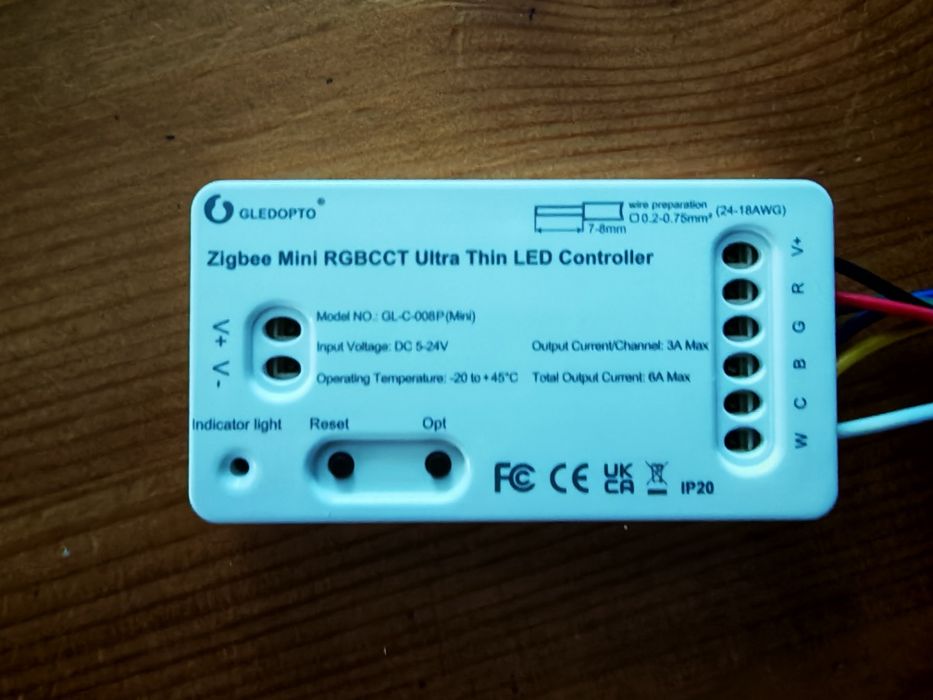 GLEDOPTO®
wire preparation
0.2-0.75mm² (24-18AWG)
7-8mm
Zigbee Mini RGBCCT Ultra Thin LED Controller
V+
R
G
B
C
W
V+
V-
Model NO.: GL-C-008P(Mini)
Input Voltage: DC 5-24V
Operating Temperature: -20 to +45°C
Output Current/Channel: 3A Max
Total Output Current: 6A Max
Indicator light
Reset
Opt
FC CE UK
CA
IP20